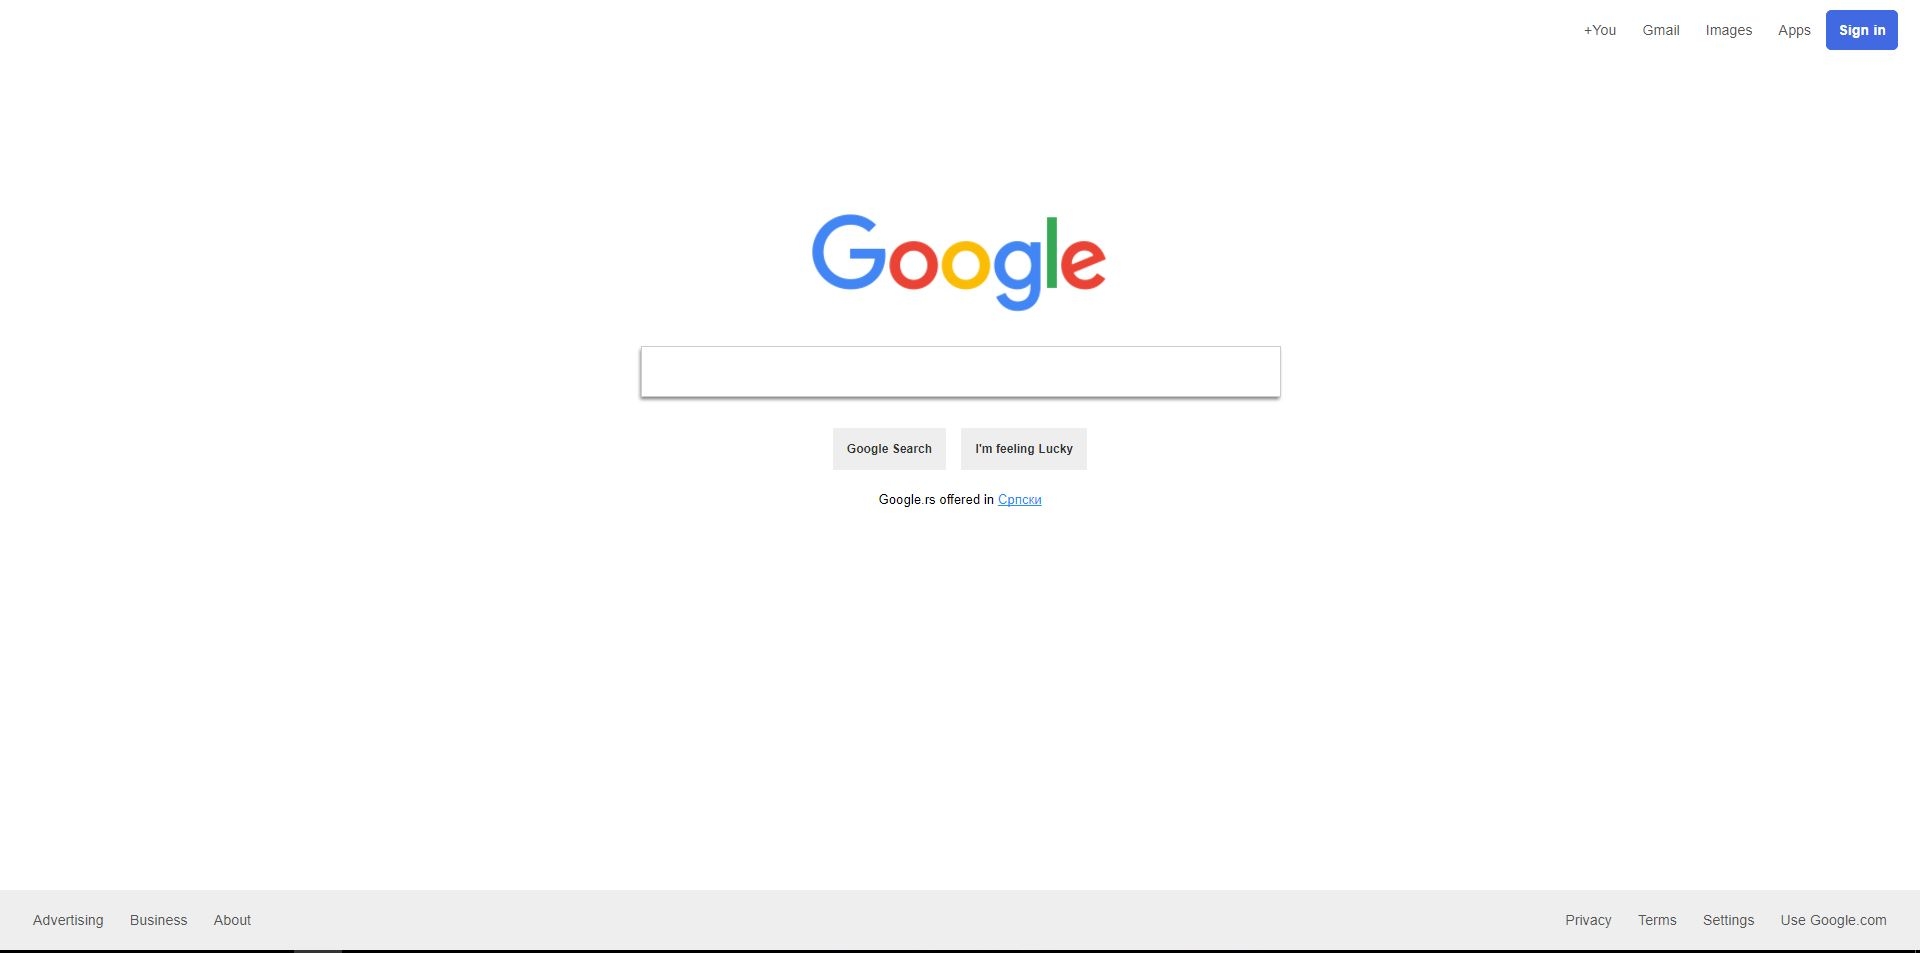 +You Gmail Images Apps Sign in
Google
Google Search I'm feeling Lucky
Google.rs offered in Српски
Advertising Business About Privacy Terms Settings Use Google.com